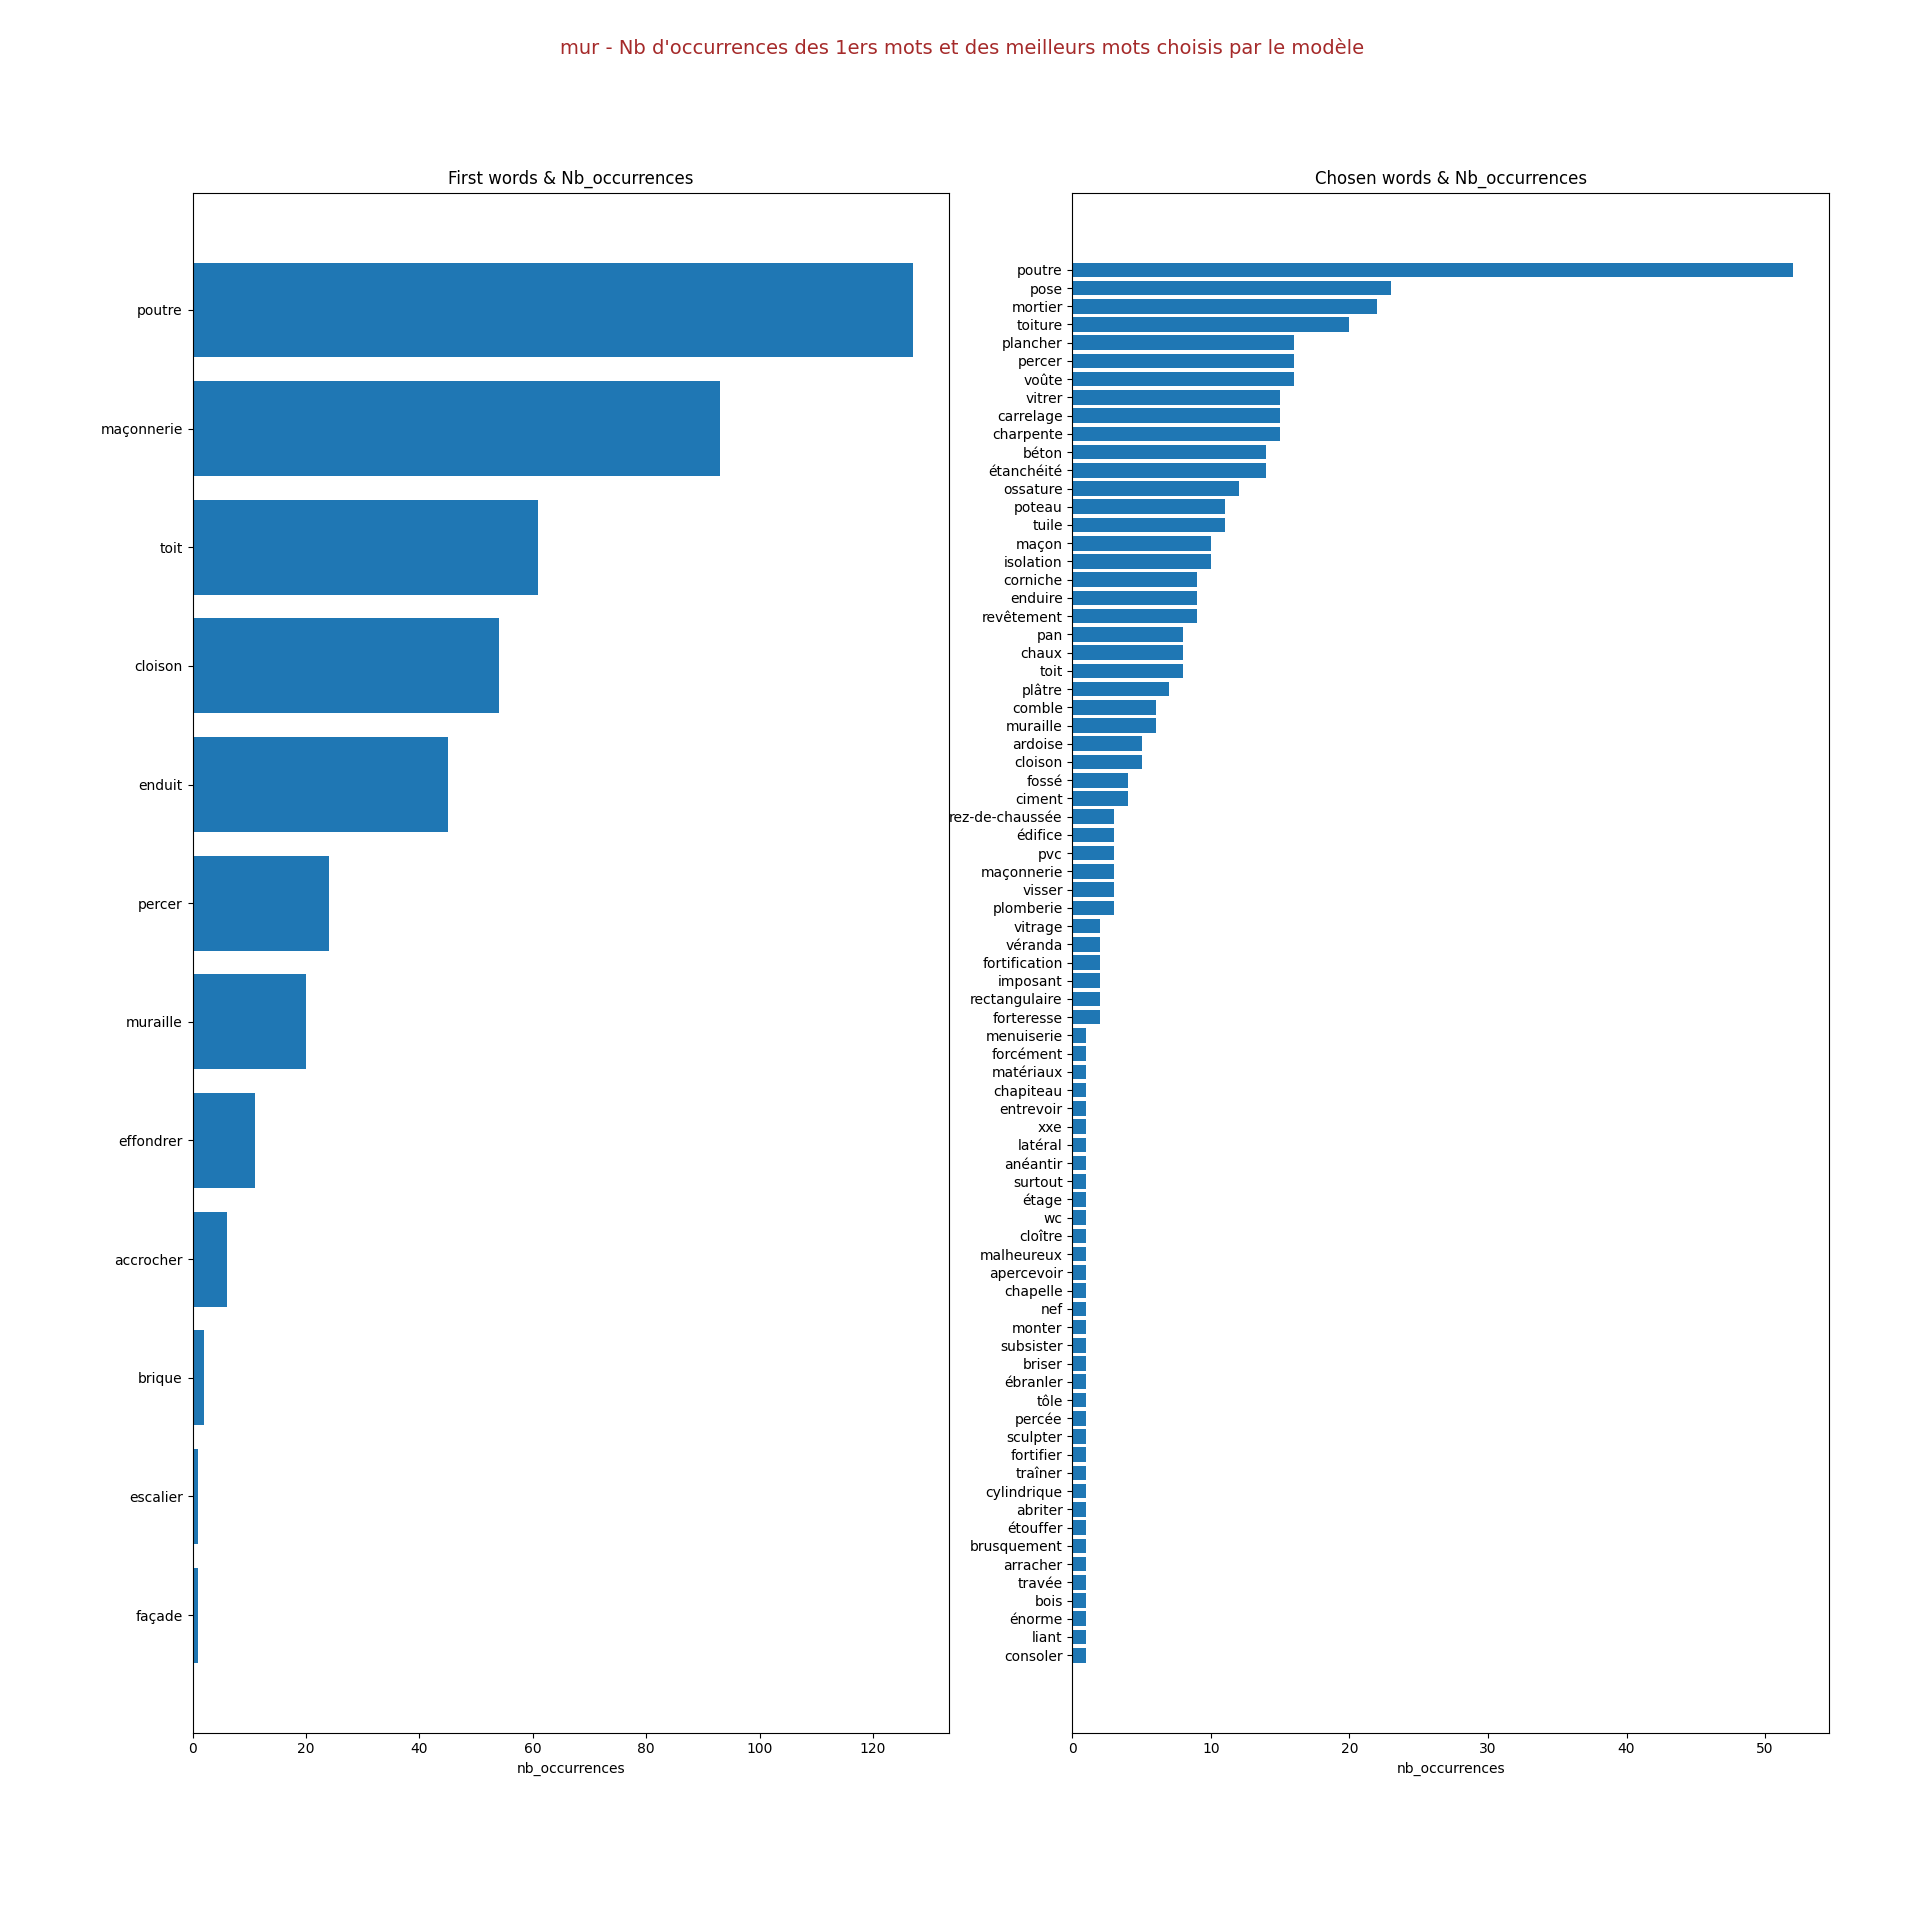 mur - Nb d'occurrences des 1ers mots et des meilleurs mots choisis par le modèle
First words & Nb_occurrences
poutre
maçonnerie
toit
cloison
enduit
percer
muraille
effondrer
accrocher
brique
escalier
façade
0 20 40 60 80 100 120
nb_occurrences
Chosen words & Nb_occurrences
poutre
pose
mortier
toiture
plancher
percer
voûte
vitrer
carrelage
charpente
béton
étanchéité
ossature
poteau
tuile
maçon
isolation
corniche
enduire
revêtement
pan
chaux
toit
plâtre
comble
muraille
ardoise
cloison
fossé
ciment
rez-de-chaussée
édifice
pvc
maçonnerie
visser
plomberie
vitrage
véranda
fortification
imposant
rectangulaire
forteresse
menuiserie
forcément
matériaux
chapiteau
entrevoir
xxe
latéral
anéantir
surtout
étage
wc
cloître
malheureux
apercevoir
chapelle
nef
monter
subsister
briser
ébranler
tôle
percée
sculpter
fortifier
traîner
cylindrique
abriter
étouffer
brusquement
arracher
travée
bois
énorme
liant
consoler
0 10 20 30 40 50
nb_occurrences